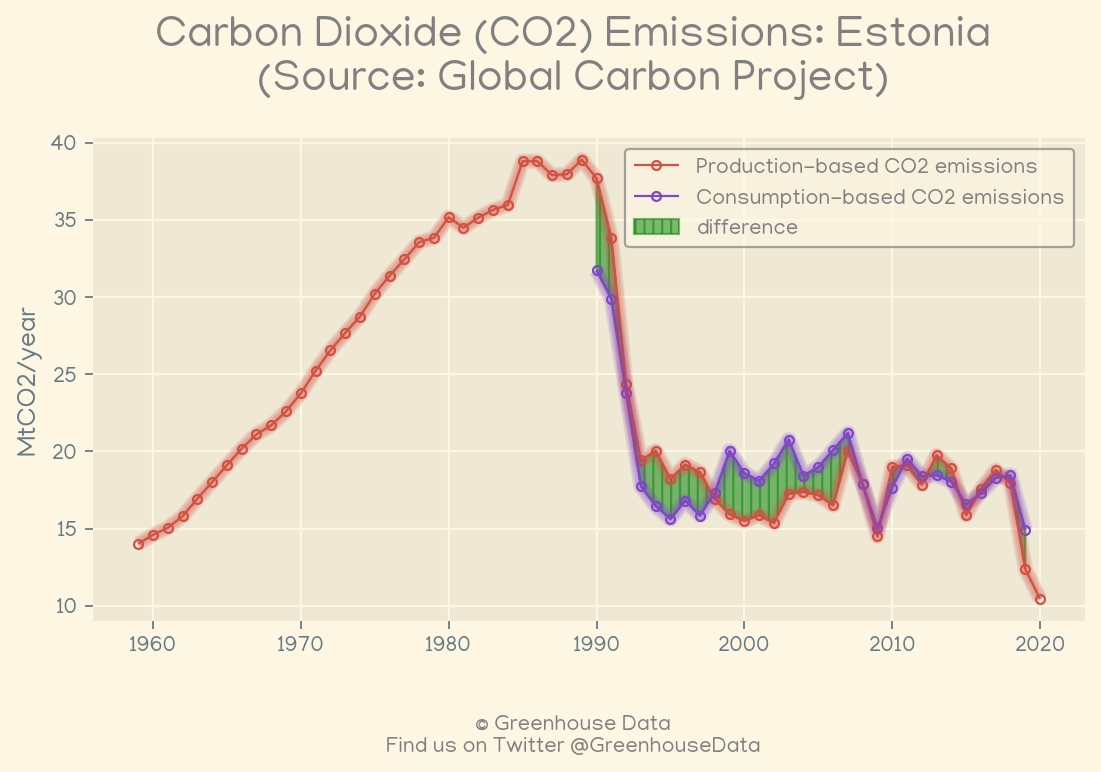 Carbon Dioxide (CO2) Emissions: Estonia
(Source: Global Carbon Project)
40
35
30
25
20
15
10
MtCO2/year
Production-based CO2 emissions
Consumption-based CO2 emissions
difference
1960 1970 1980 1990 2000 2010 2020
© Greenhouse Data
Find us on Twitter @GreenhouseData